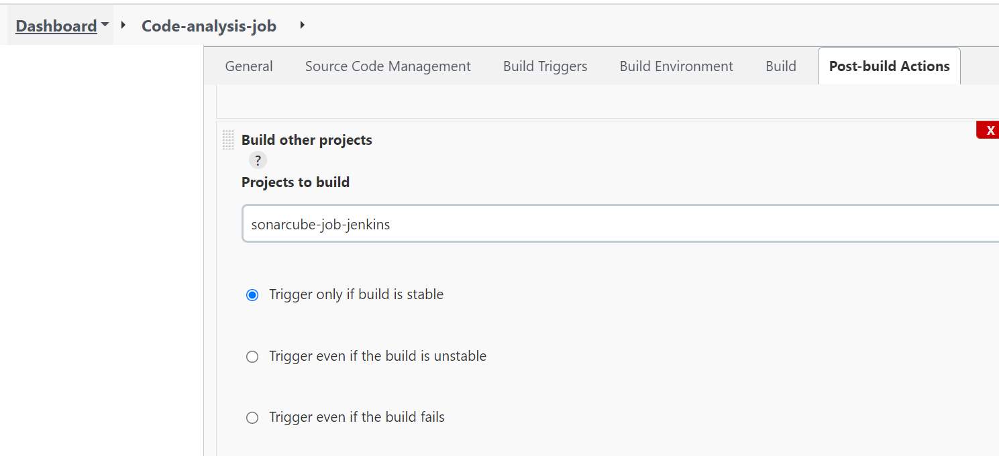 Dashboard Code-analysis-job
General Source Code Management Build Triggers Build Environment Build Post-build Actions
X
Build other projects
?
Projects to build
sonarcube-job-jenkins
Trigger only if build is stable
Trigger even if the build is unstable
Trigger even if the build fails